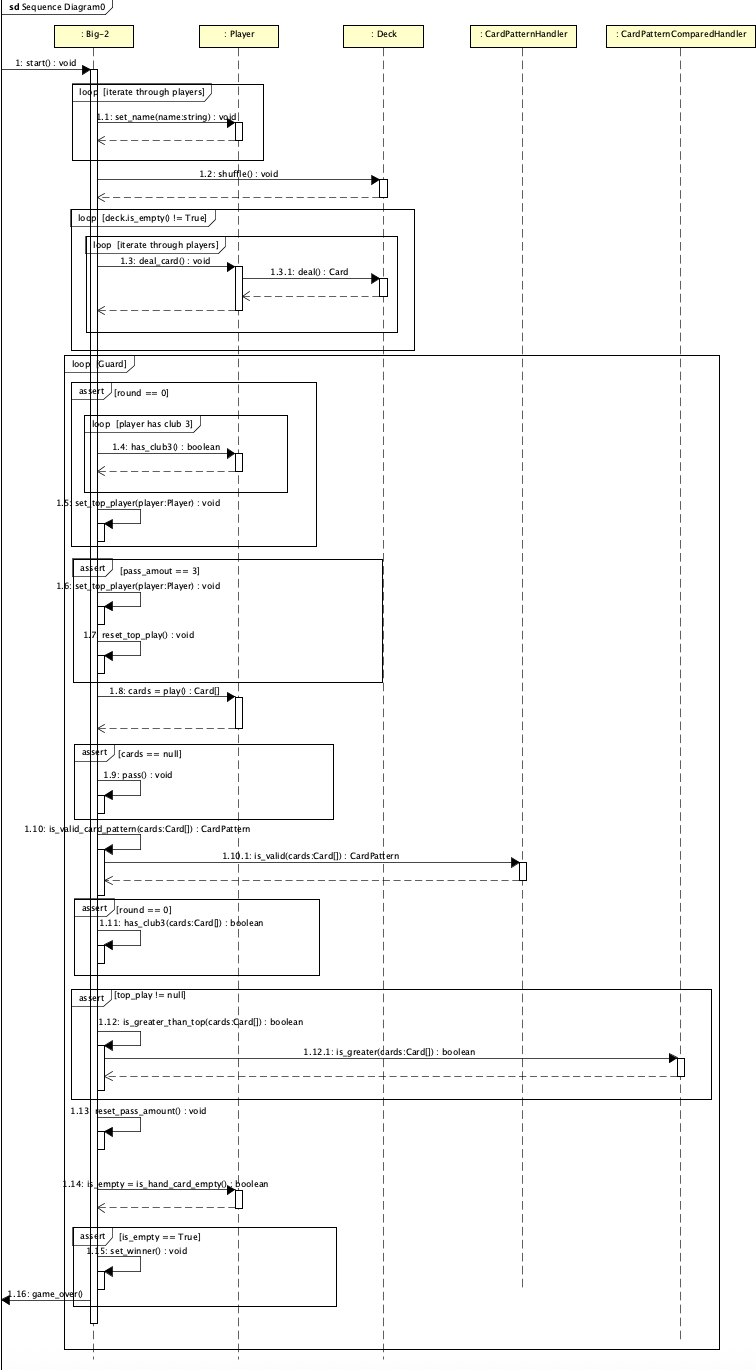 sd Sequence Diagram0
: Big-2
: Player
: Deck
: CardPatternHandler
: CardPatternComparedHandler
1: start() : void
loop [iterate through players]
1.1: set_name(name:string) : void
1.2: shuffle() : void
loop [deck.is_empty() != True]
loop [iterate through players]
1.3: deal_card() : void
1.3.1: deal() : Card
loop [Guard]
assert [round == 0]
loop [player has club 3]
1.4: has_club3() : boolean
1.5: set_top_player(player:Player) : void
assert [pass_amout == 3]
1.6: set_top_player(player:Player) : void
1.7: reset_top_play() : void
1.8: cards = play() : Card[]
assert [cards == null]
1.9: pass() : void
1.10: is_valid_card_pattern(cards:Card[]) : CardPattern
1.10.1: is_valid(cards:Card[]) : CardPattern
assert [round == 0]
1.11: has_club3(cards:Card[]) : boolean
assert [top_play != null]
1.12: is_greater_than_top(cards:Card[]) : boolean
1.12.1: is_greater(cards:Card[]) : boolean
1.13: reset_pass_amount() : void
1.14: is_empty = is_hand_card_empty() : boolean
assert [is_empty == True]
1.15: set_winner() : void
1.16: game_over()